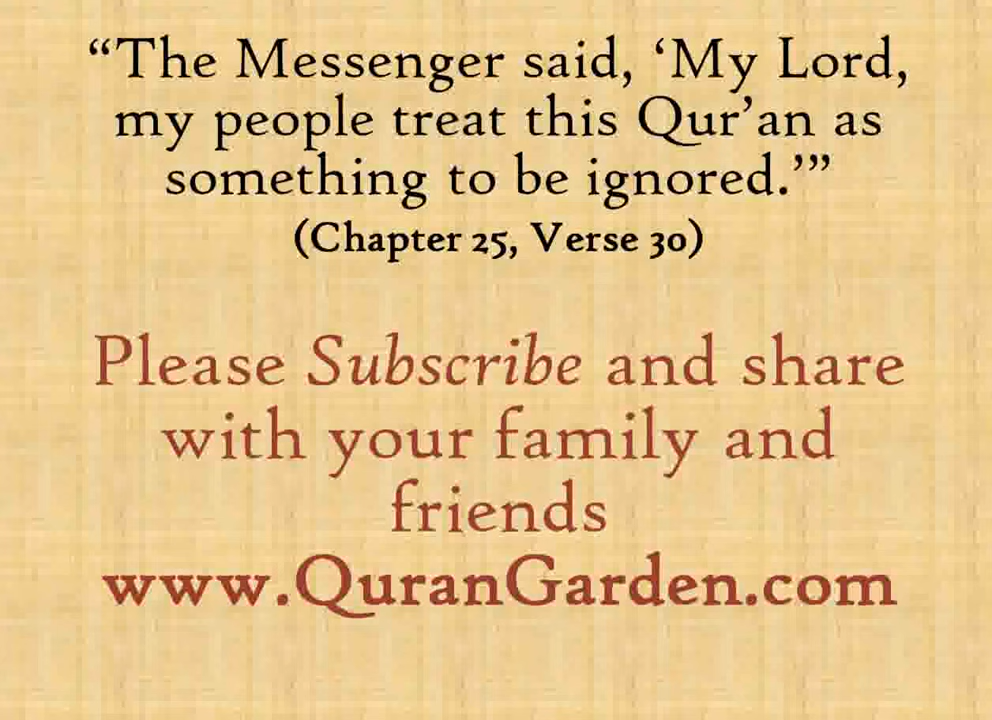 “The Messenger said, ‘My Lord,
my people treat this Qur’an as
something to be ignored.’”
(Chapter 25, Verse 30)
Please Subscribe and share
with your family and
friends
www.QuranGarden.com